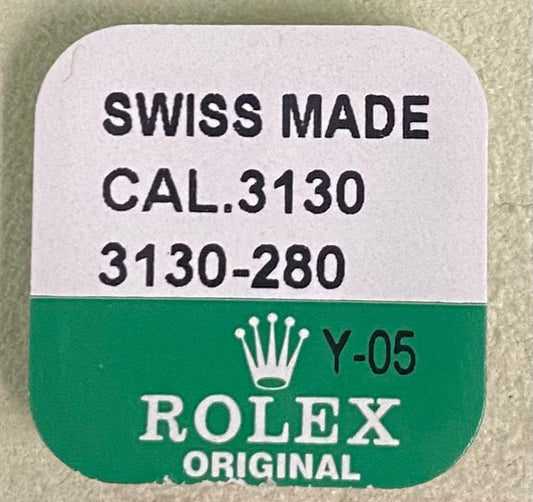 SWISS MADE
CAL.3130
3130-280
Y-05
ROLEX
ORIGINAL